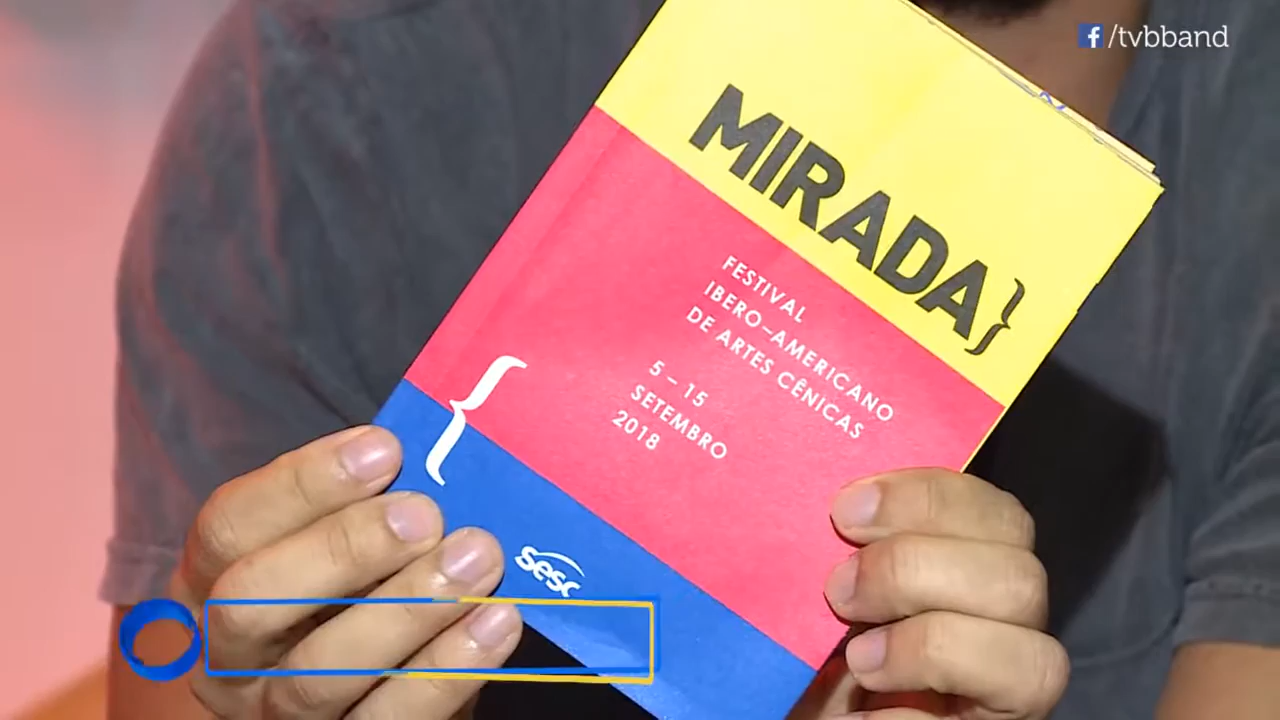 /tvbband
MIRADA}
FESTIVAL
IBERO–AMERICANO
DE ARTES CÊNICAS
5 – 15
SETEMBRO
2018
{
sesc